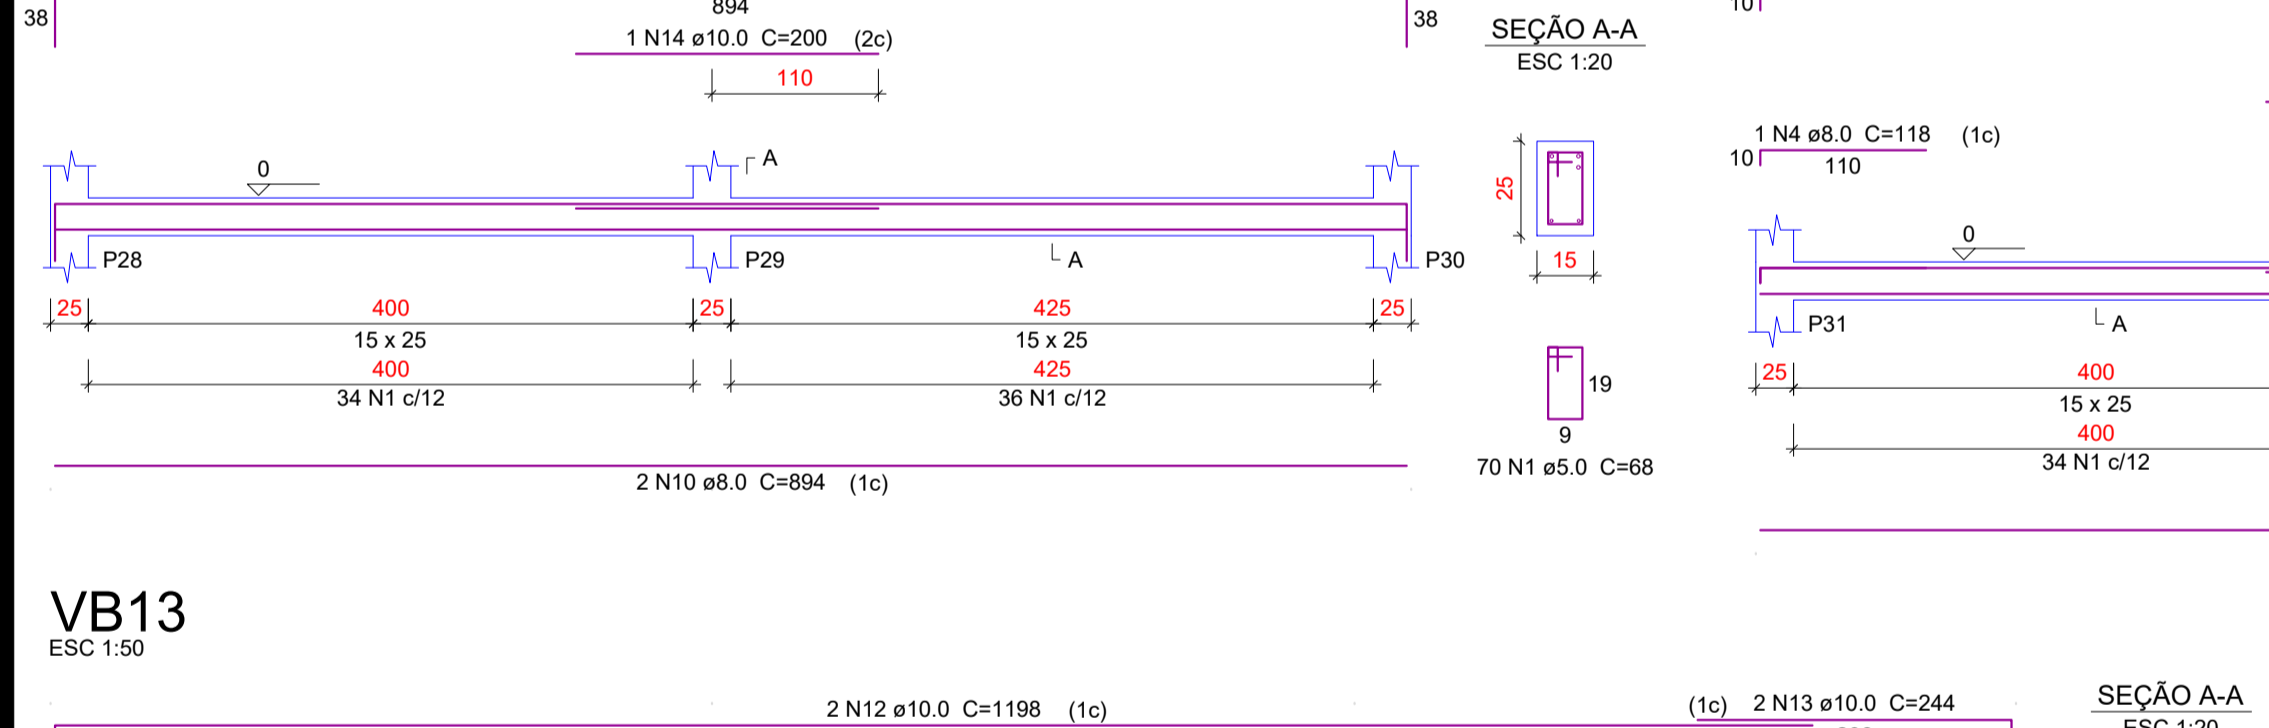 894
38
38
10
1 N14 ø10.0 C=200 (2c)
110
SEÇÃO A-A
ESC 1:20
0
A
P28
P29
A
P30
25
400
25
425
25
15 x 25
15 x 25
400
425
34 N1 c/12
36 N1 c/12
2 N10 ø8.0 C=894 (1c)
25
15
19
9
70 N1 ø5.0 C=68
1 N4 ø8.0 C=118 (1c)
10
110
0
P31
A
25
400
15 x 25
400
34 N1 c/12
VB13
ESC 1:50
2 N12 ø10.0 C=1198 (1c)
(1c) 2 N13 ø10.0 C=244
SEÇÃO A-A
ESC 1:20